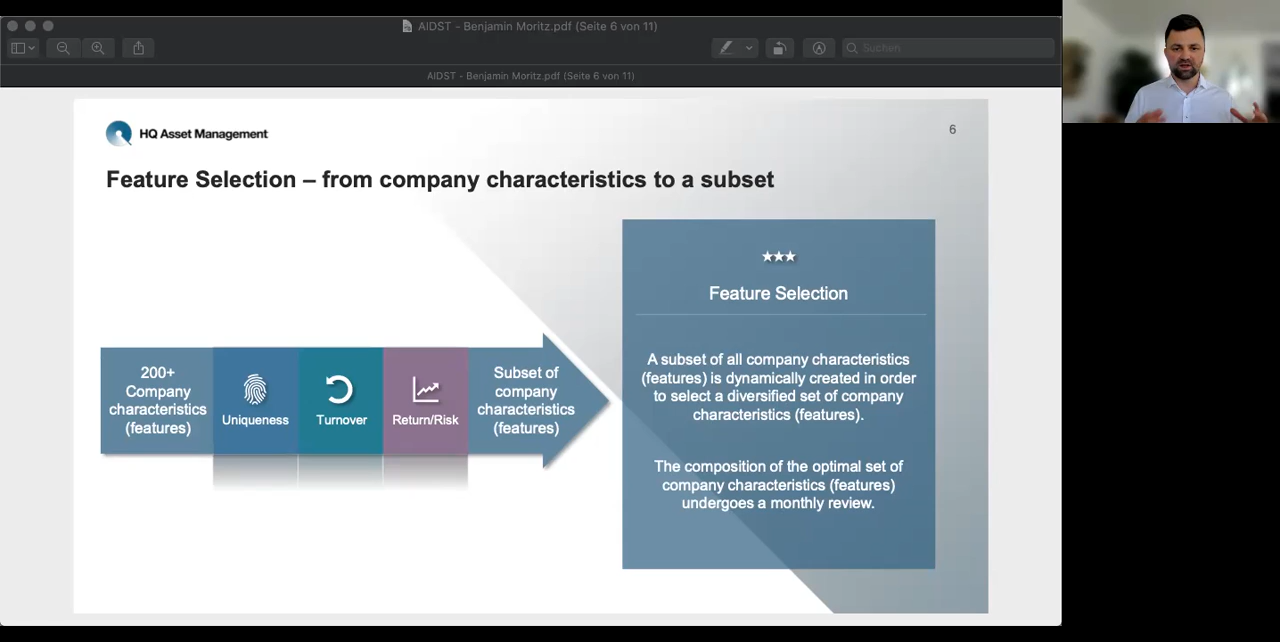 AIDST - Benjamin Moritz.pdf (Seite 6 von 11)
Suchen
AIDST - Benjamin Moritz.pdf (Seite 6 von 11)
HQ Asset Management
6
Feature Selection – from company characteristics to a subset
200+
Company
characteristics
(features)
Uniqueness
Turnover
Return/Risk
Subset of
company
characteristics
(features)
Feature Selection
A subset of all company characteristics
(features) is dynamically created in order
to select a diversified set of company
characteristics (features).
The composition of the optimal set of
company characteristics (features)
undergoes a monthly review.